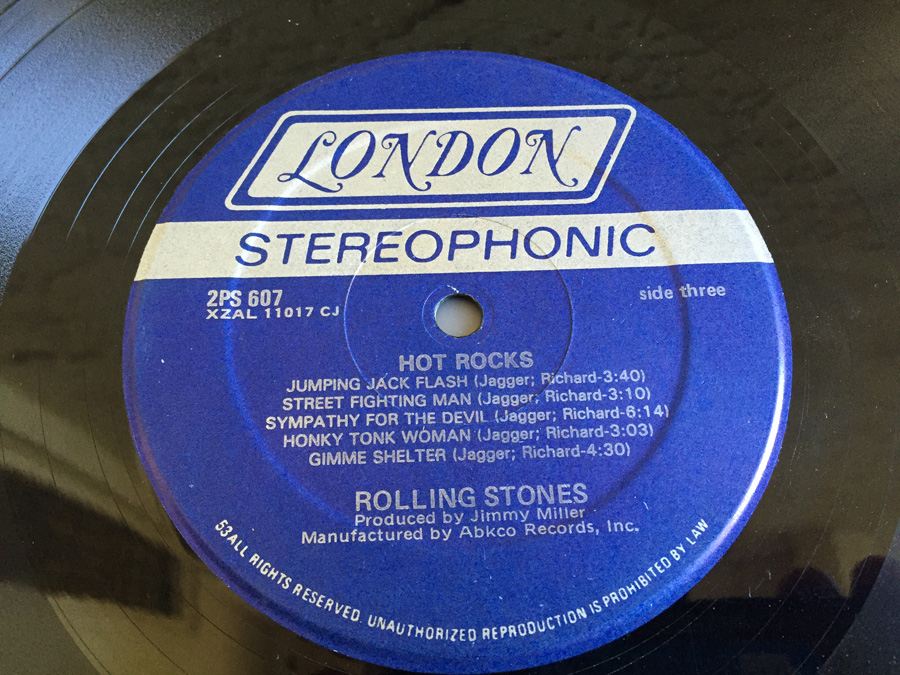 LONDON
STEREOPHONIC
2PS 607
XZAL 11017 CJ
side three
HOT ROCKS
JUMPING JACK FLASH (Jagger; Richard-3:40)
STREET FIGHTING MAN (Jagger; Richard-3:10)
SYMPATHY FOR THE DEVIL (Jagger; Richard-6:14)
HONKY TONK WOMAN (Jagger; Richard-3:03)
GIMME SHELTER (Jagger; Richard-4:30)
ROLLING STONES
Produced by Jimmy Miller
Manufactured by Abkco Records, Inc.
53 ALL RIGHTS RESERVED. UNAUTHORIZED REPRODUCTION IS PROHIBITED BY LAW